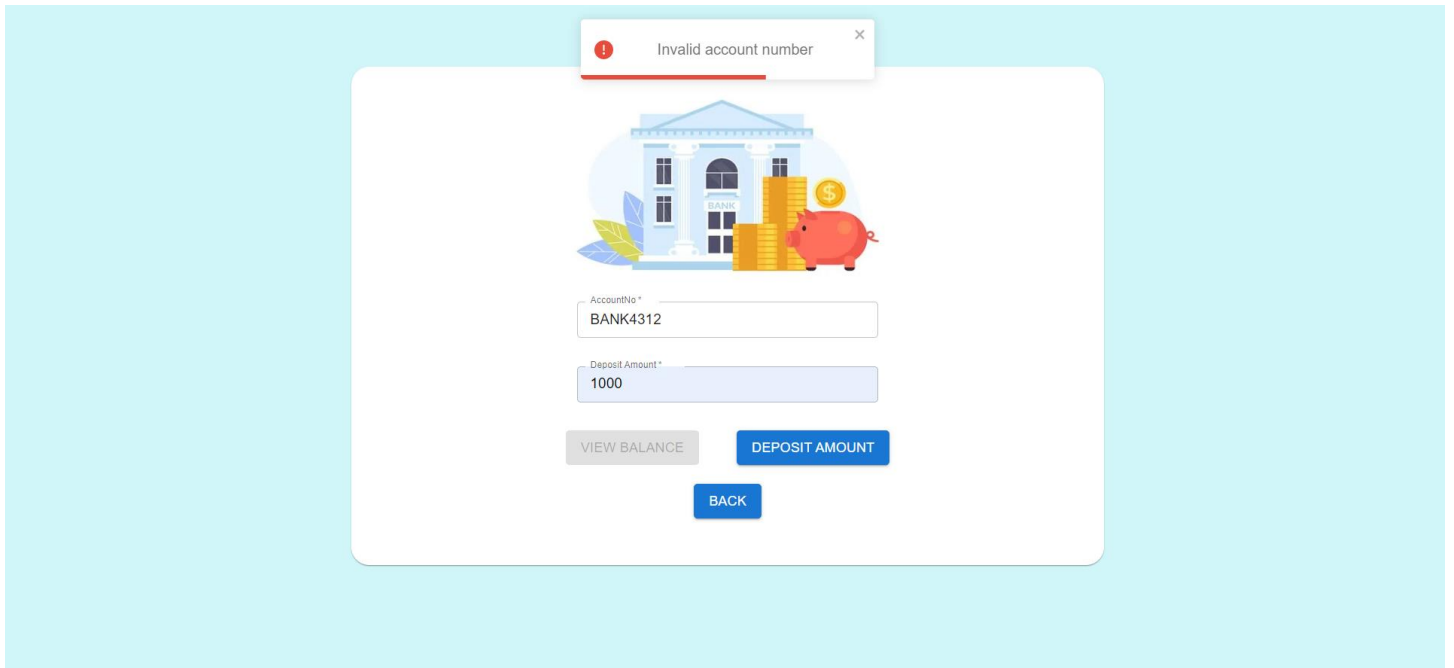 Invalid account number
BANK
AccountNo *
BANK4312
Deposit Amount *
1000
VIEW BALANCE
DEPOSIT AMOUNT
BACK